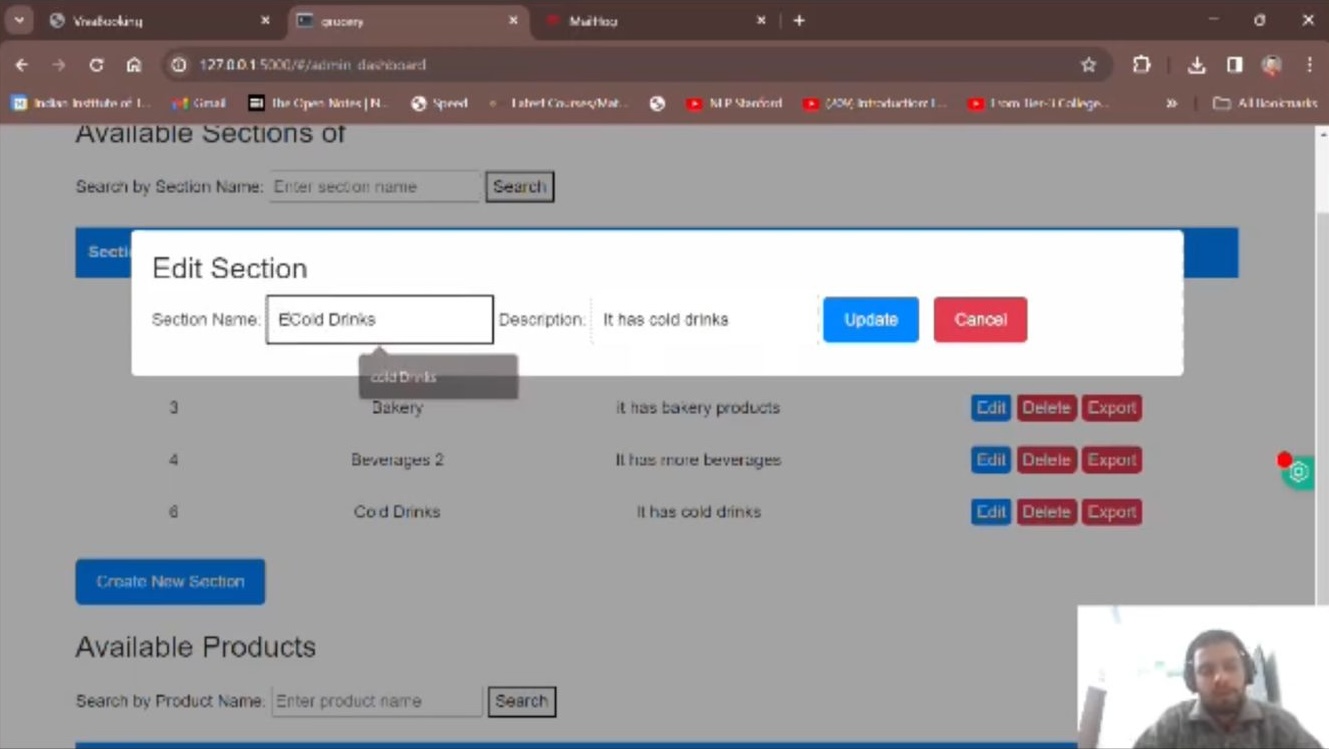 VivaBooking
grocery
MailHog
127.0.0.1:5000/#/admin_dashboard
Indian Institute of T...
Gmail
The Open Notes | N...
Speed
Latest Courses/Mat...
NLP Stanford
(204) Introduction: I...
From Tier-3 College...
All Bookmarks
Available Sections of
Search by Section Name: Enter section name Search
Secti
Edit Section
Section Name: ECold Drinks Description: It has cold drinks Update Cancel
cold Drinks
3 Bakery it has bakery products Edit Delete Export
4 Beverages 2 It has more beverages Edit Delete Export
6 Cold Drinks It has cold drinks Edit Delete Export
Create New Section
Available Products
Search by Product Name: Enter product name Search